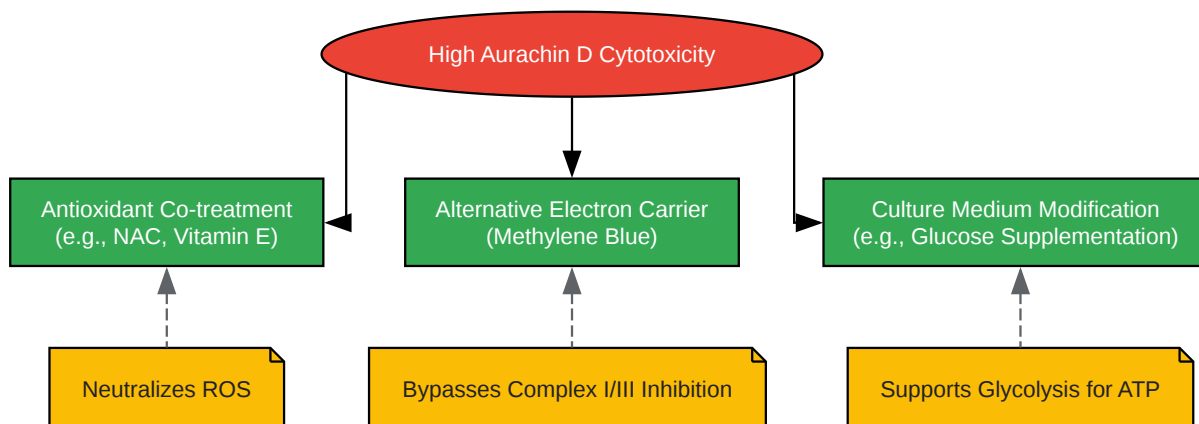 High Aurachin D Cytotoxicity
Antioxidant Co-treatment
(e.g., NAC, Vitamin E)
Alternative Electron Carrier
(Methylene Blue)
Culture Medium Modification
(e.g., Glucose Supplementation)
Neutralizes ROS
Bypasses Complex I/III Inhibition
Supports Glycolysis for ATP